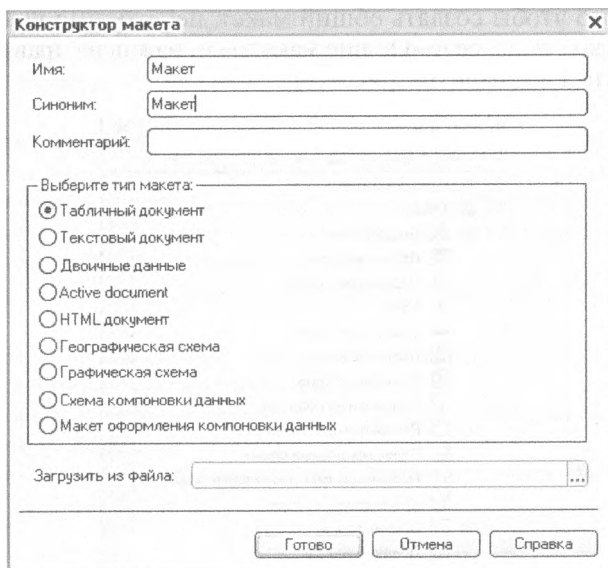 Конструктор макета
Имя: Макет
Синоним: Макет
Комментарий:
Выберите тип макета:
Табличный документ
Текстовый документ
Двоичные данные
Active document
HTML документ
Географическая схема
Графическая схема
Схема компоновки данных
Макет оформления компоновки данных
Загрузить из файла: ...
Готово Отмена Справка